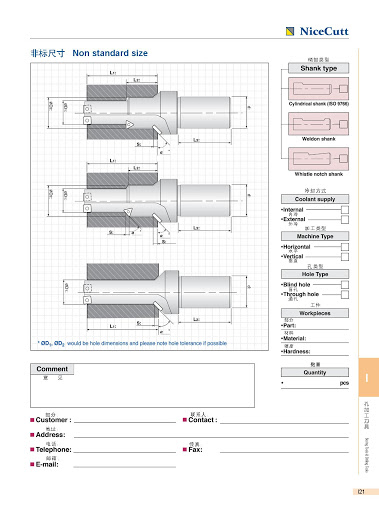 NiceCutt
非标尺寸 Non standard size
柄部类型
Shank type
Cylindrical shank (ISO 9766)
Weldon shank
Whistle notch shank
冷却方式
Coolant supply
•Internal
内冷
•External
外冷
加工类型
Machine Type
•Horizontal
水平
•Vertical
垂直
孔类型
Hole Type
•Blind hole
盲孔
•Through hole
通孔
工件
Workpieces
部分
•Part:
材料
•Material:
硬度
•Hardness:
数量
Quantity
• pcs
* ØD1, ØD2 would be hole dimensions and please note hole tolerance if possible
Comment
意 见
Customer :
联系人
Contact :
地址
Address:
电话
Telephone:
传真
Fax:
邮箱
E-mail:
I
孔加工刀具
I21